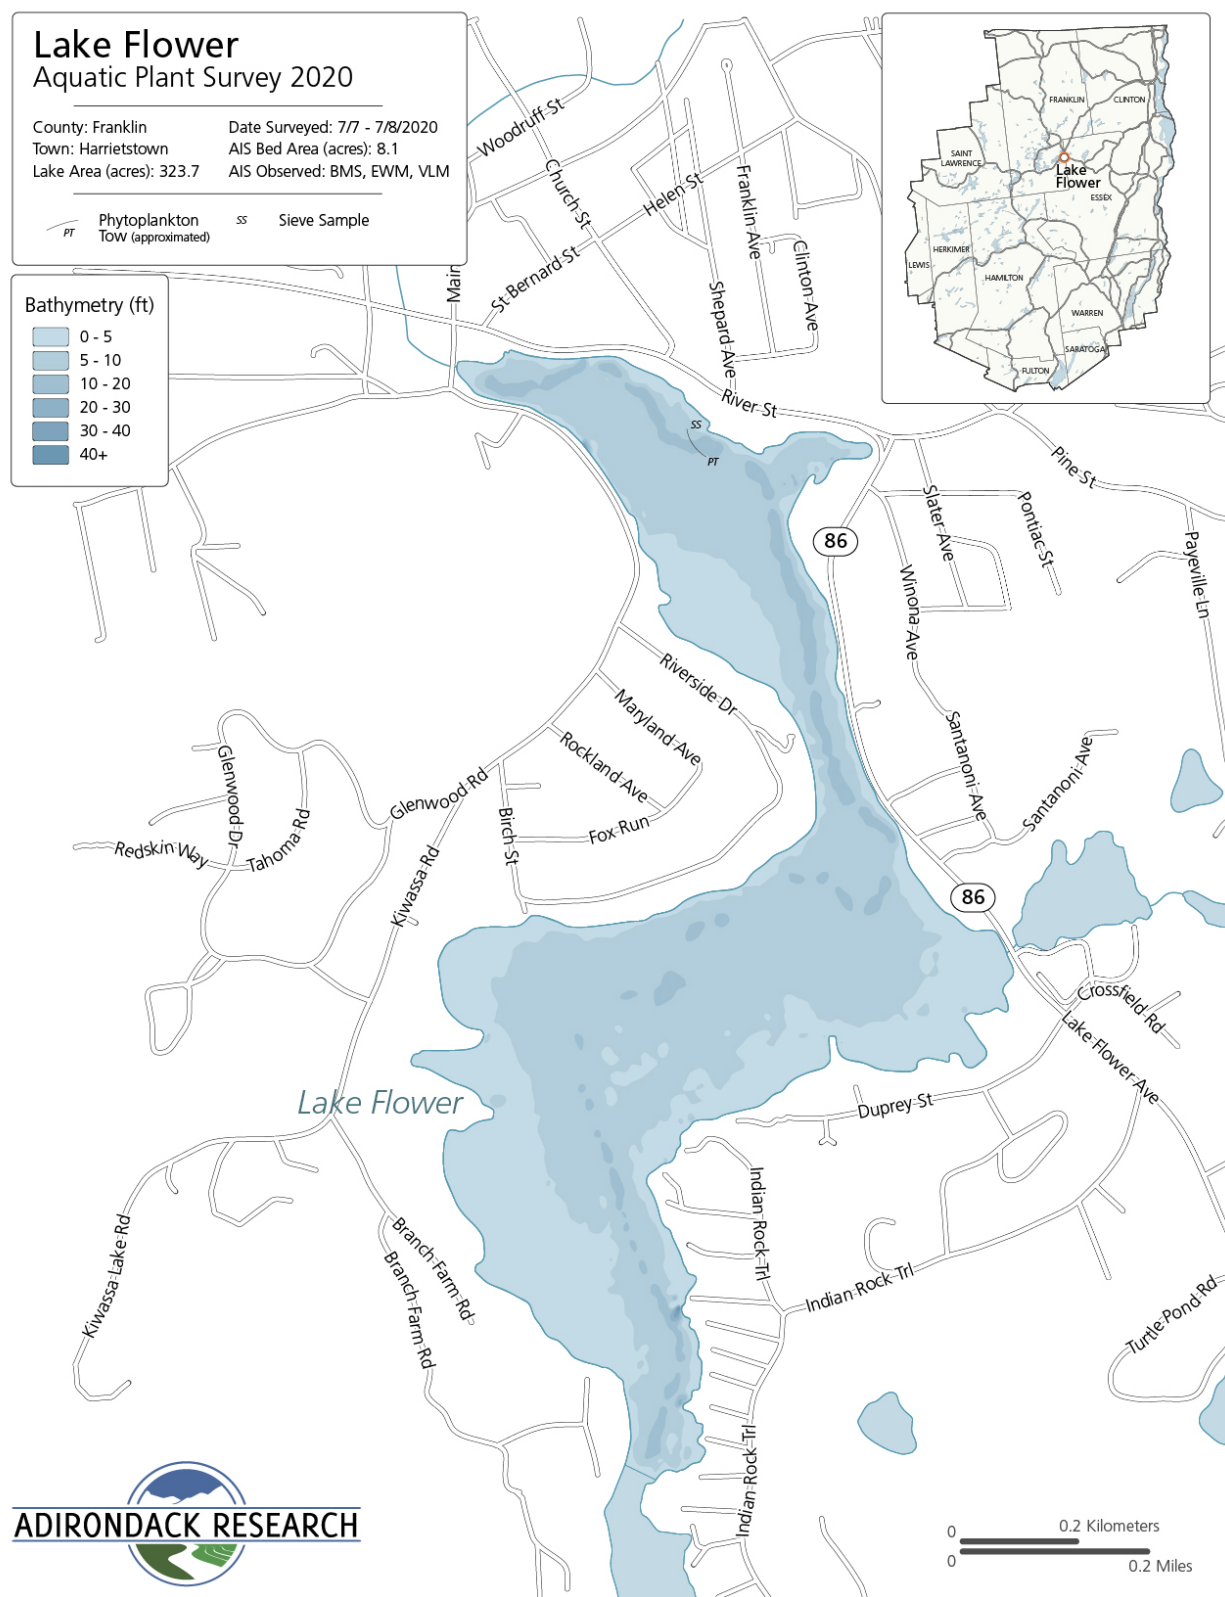 Lake Flower
Aquatic Plant Survey 2020
County: Franklin
Town: Harrietstown
Lake Area (acres): 323.7
Date Surveyed: 7/7 - 7/8/2020
AIS Bed Area (acres): 8.1
AIS Observed: BMS, EWM, VLM
PT
Phytoplankton
Tow (approximated)
SS
Sieve Sample
Bathymetry (ft)
0 - 5
5 - 10
10 - 20
20 - 30
30 - 40
40+
FRANKLIN
CLINTON
SAINT
LAWRENCE
Lake
Flower
ESSEX
HERKIMER
LEWIS
HAMILTON
WARREN
SARATOGA
FULTON
Woodruff St
Church St
Helen St
Franklin Ave
St Bernard St
Main
Clinton Ave
Shepard Ave
River St
SS
PT
Pine St
86
Slater Ave
Pontiac St
Payeville Ln
Winona Ave
Riverside Dr
Maryland Ave
Rockland Ave
Santanoni Ave
Santanoni Ave
Glenwood Dr
Glenwood Rd
Tahoma Rd
Redskin Way
Birch St
Fox Run
Kiwassa Rd
86
Crossfield Rd
Lake Flower Ave
Lake Flower
Duprey St
Indian Rock Trl
Branch Farm Rd
Branch Farm Rd
Kiwassa Lake Rd
Indian Rock Trl
Turtle Pond Rd
Indian Rock Trl
ADIRONDACK RESEARCH
0
0.2 Kilometers
0
0.2 Miles